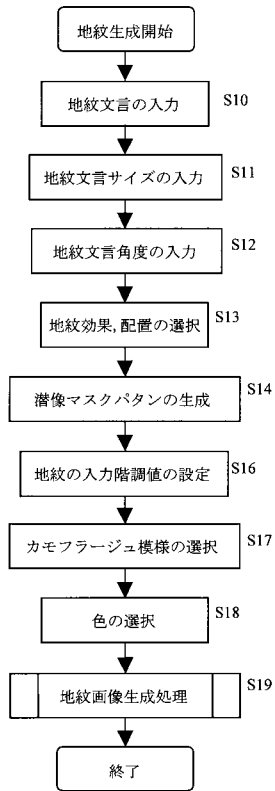 地紋生成開始
地紋文言の入力 S10
地紋文言サイズの入力 S11
地紋文言角度の入力 S12
地紋効果,配置の選択 S13
潜像マスクパタンの生成 S14
地紋の入力階調値の設定 S16
カモフラージュ模様の選択 S17
色の選択 S18
地紋画像生成処理 S19
終了